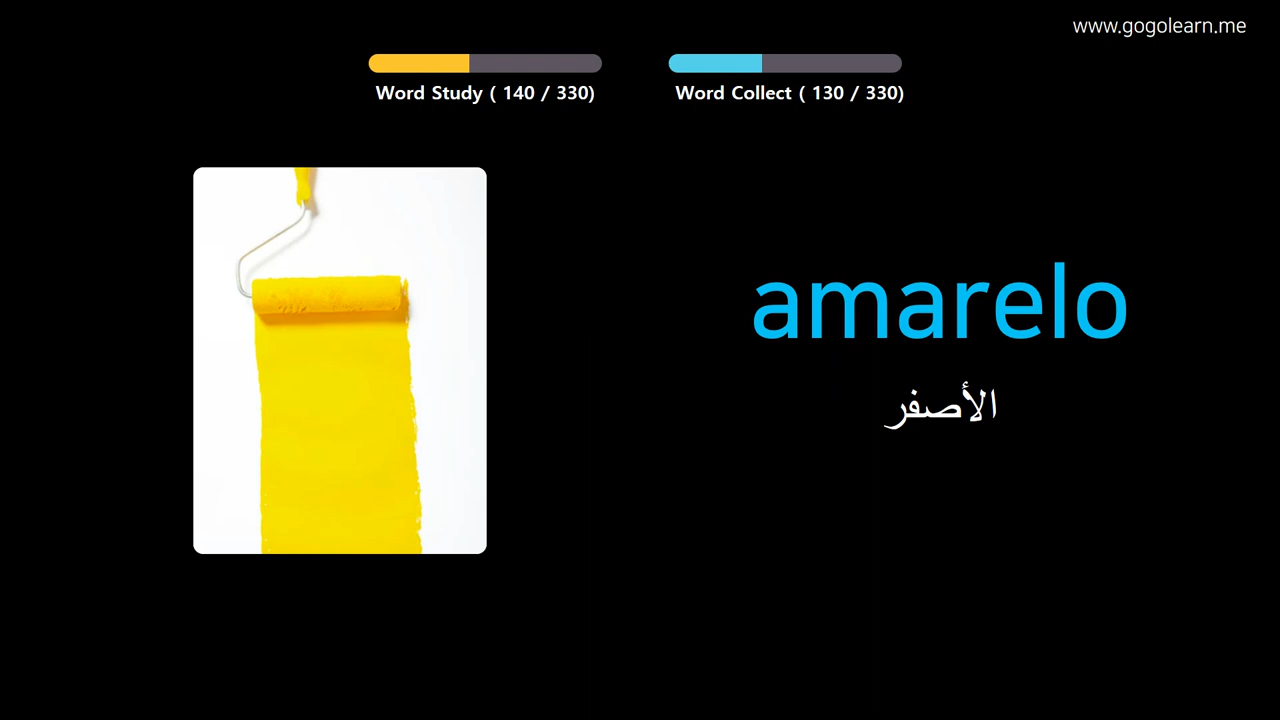 www.gogolearn.me
Word Study ( 140 / 330)
Word Collect ( 130 / 330)
amarelo
الأصفر